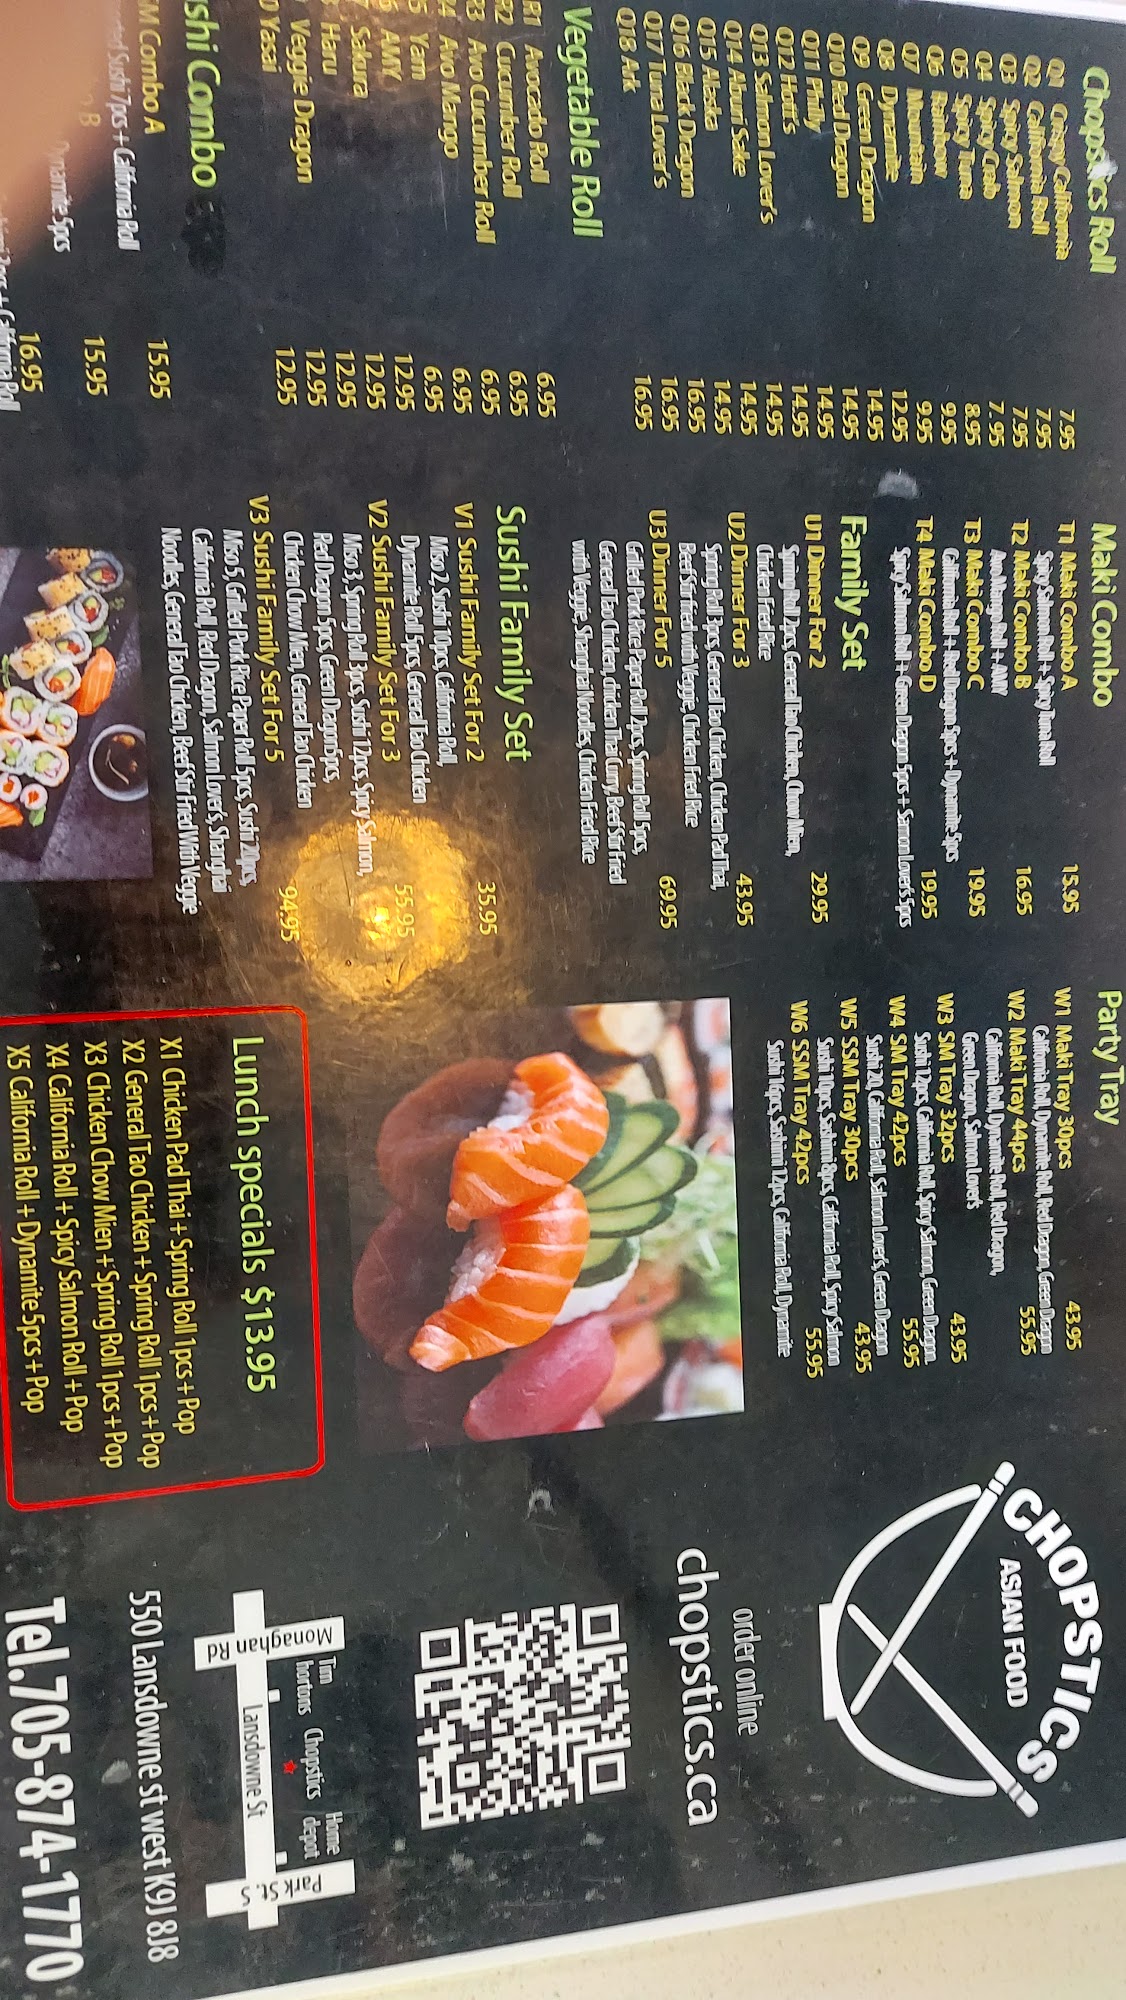 Chopstics Roll
Q1 Crispy California 7.95
Q2 California Roll 7.95
Q3 Spicy Salmon 7.95
Q4 Spicy Crab 7.95
Q5 Spicy Tuna 8.95
Q6 Rainbow 9.95
Q7 Mountain 9.95
Q8 Dynamite 12.95
Q9 Green Dragon 14.95
Q10 Red Dragon 14.95
Q11 Philly 14.95
Q12 Hott's 14.95
Q13 Salmon Lover's 14.95
Q14 Aburi Sake 14.95
Q15 Alaska 14.95
Q16 Black Dragon 16.95
Q17 Tuna Lover's 16.95
Q18 Ark 16.95
Vegetable Roll
R1 Avocado Roll 6.95
R2 Cucumber Roll 6.95
R3 Avo Cucumber Roll 6.95
R4 Avo Mango 6.95
Yam 6.95
AMY 12.95
Sakura 12.95
Haru 12.95
Veggie Dragon 12.95
Yasai 12.95
shi Combo
SM Combo A 15.95
Sushi 7pcs + California Roll
B 15.95
Dynamite 5pcs
16.95
+ California Roll
Maki Combo
T1 Maki Combo A 15.95
Spicy Salmon Roll + Spicy Tuna Roll
T2 Maki Combo B 16.95
Avo Mango Roll + AMY
T3 Maki Combo C 19.95
California Roll + Red Dragon 5pcs + Dynamite 5pcs
T4 Maki Combo D 19.95
Spicy Salmon Roll + Green Dragon 5pcs + Salmon Lover's 5pcs
Family Set
U1 Dinner For 2 29.95
Spring Roll 2pcs, General Tao Chicken, Chow Mien,
Chicken Fried Rice
U2 Dinner For 3 43.95
Spring Roll 3pcs, General Tao Chicken, Chicken Pad Thai,
Beef Stir fried with Veggie, Chicken Fried Rice
U3 Dinner For 5 69.95
Grilled Pork Rice Paper Roll 2pcs, Spring Roll 5pcs,
General Tao Chicken, chicken Thai Curry, Beef Stir Fried
with Veggie, Shanghai Noodles, Chicken Fried Rice
Sushi Family Set
V1 Sushi Family Set For 2 35.95
Miso 2, Sushi 10pcs, California Roll,
Dynamite Roll 5pcs, General Tao Chicken
V2 Sushi Family Set For 3 55.95
Miso 3, Spring Roll 3pcs, Sushi 12pcs, Spicy Salmon,
Red Dragon 5pcs, Green Dragon 5pcs,
Chicken Chow Mien, General Tao Chicken
V3 Sushi Family Set For 5 94.95
Miso 5, Grilled Pork Rice Paper Roll 5pcs, Sushi 20pcs,
California Roll, Red Dragon, Salmon Lover's, Shanghai
Noodles, General Tao Chicken, Beef Stir Fried With Veggie
Party Tray
W1 Maki Tray 30pcs 43.95
California Roll, Dynamite Roll, Red Dragon, Green Dragon
W2 Maki Tray 44pcs 55.95
California Roll, Dynamite Roll, Red Dragon,
Green Dragon, Salmon Lover's
W3 SM Tray 32pcs 43.95
Sushi 12pcs, California Roll, Spicy Salmon, Green Dragon
W4 SM Tray 42pcs 55.95
Sushi 20, California Roll, Salmon Lover's, Green Dragon
W5 SSM Tray 30pcs 43.95
Sushi 10pcs, Sashimi 8pcs, California Roll, Spicy Salmon
W6 SSM Tray 42pcs 55.95
Sushi 16pcs, Sashimi 12pcs, California Roll, Dynamite
Lunch specials $13.95
X1 Chicken Pad Thai + Spring Roll 1pcs + Pop
X2 General Tao Chicken + Spring Roll 1pcs + Pop
X3 Chicken Chow Mien + Spring Roll 1pcs + Pop
X4 California Roll + Spicy Salmon Roll + Pop
X5 California Roll + Dynamite 5pcs + Pop
CHOPSTICS
ASIAN FOOD
order online
chopstics.ca
Monaghan Rd
Tim hortons
Chopstics
Home depot
Lansdowne St
Park St. S
550 Lansdowne st west K9J 8J8
Tel.705-874-1770